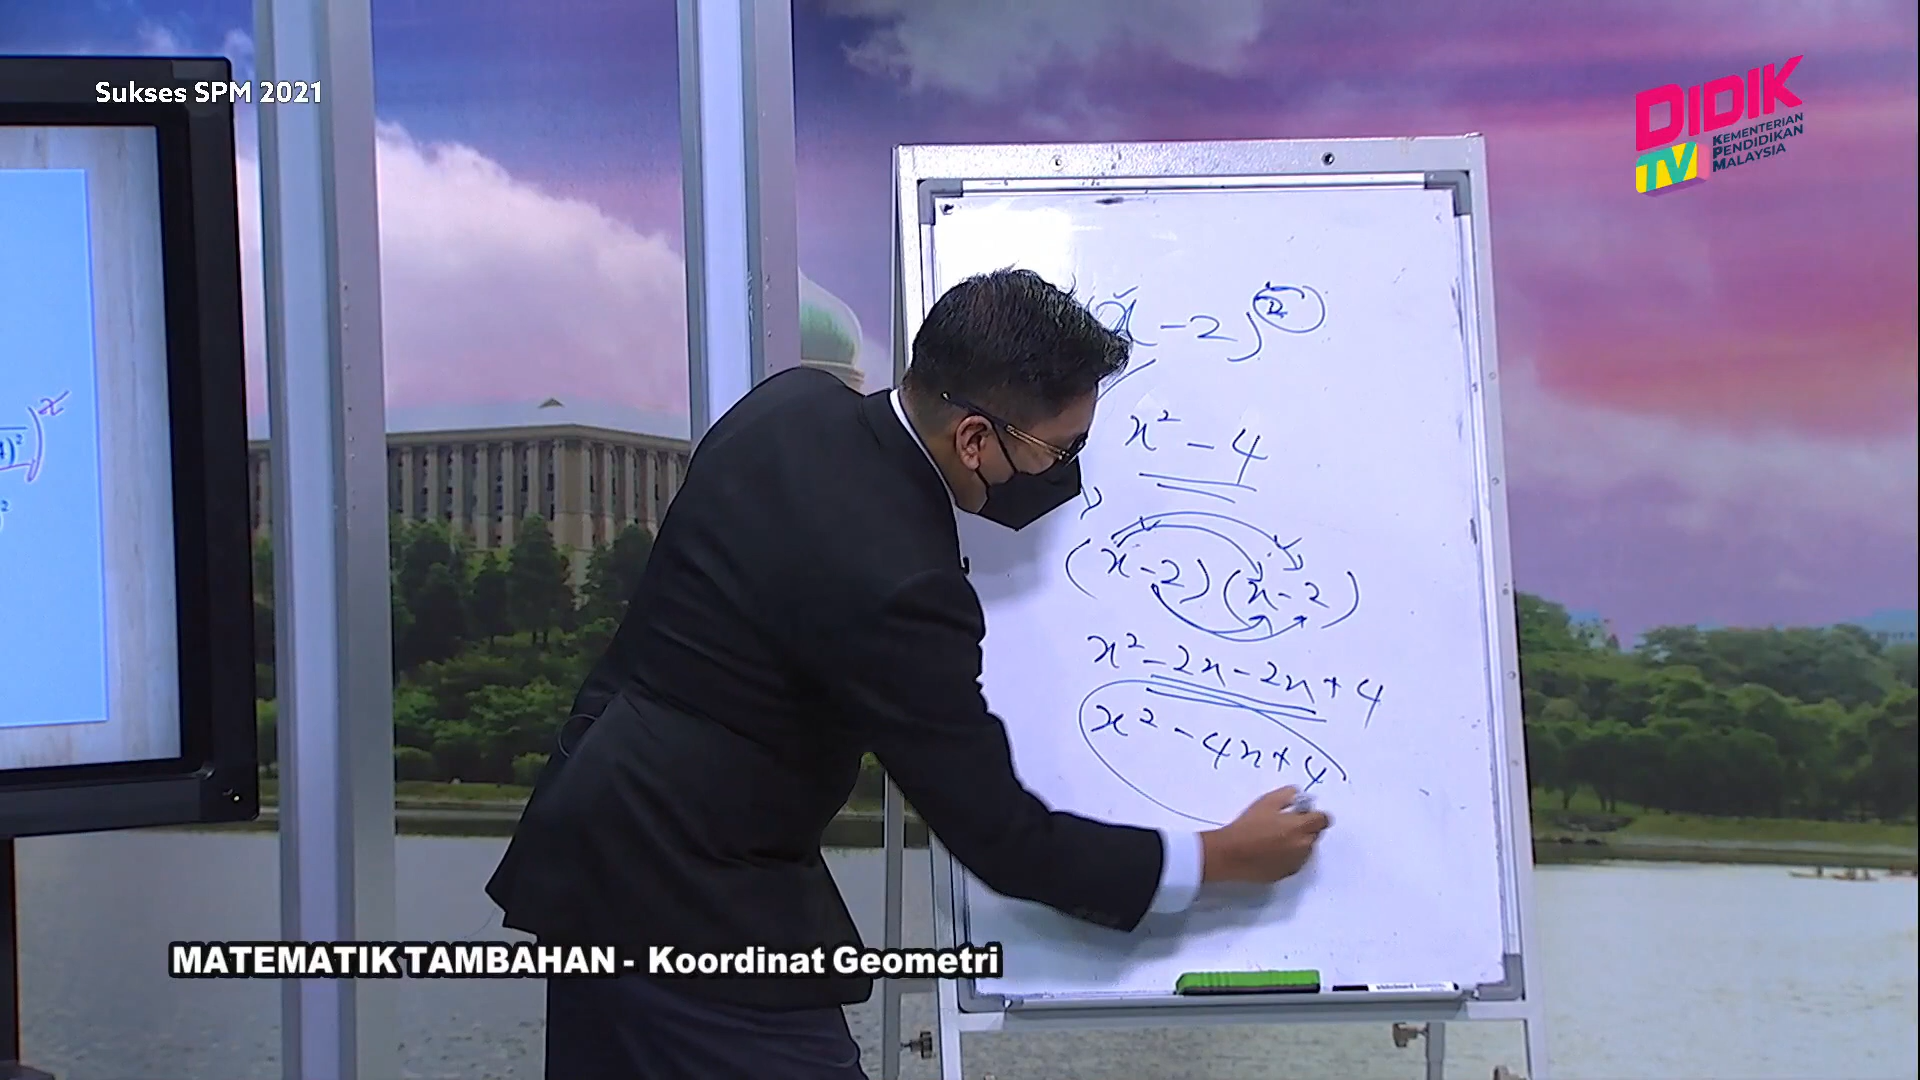 Sukses SPM 2021
DIDIK
TV
KEMENTERIAN
PENDIDIKAN
MALAYSIA
(x - 2)²
x² - 4
(x-2)(x-2)
x² - 2x - 2x + 4
x² - 4x + 4
MATEMATIK TAMBAHAN - Koordinat Geometri